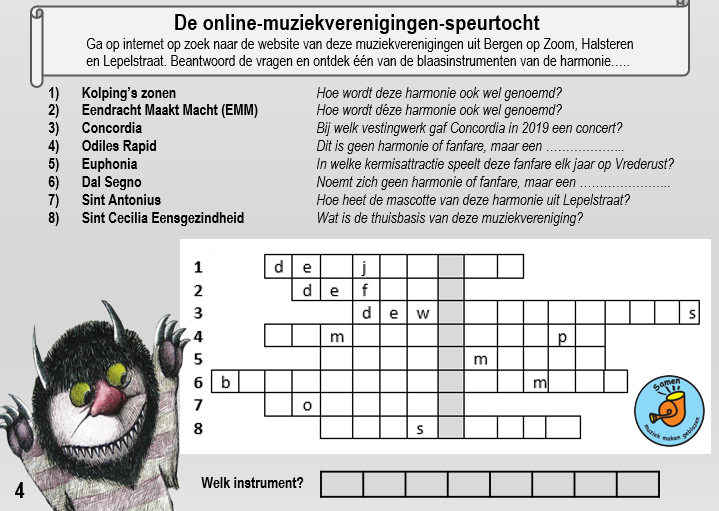 De online-muziekverenigingen-speurtocht
Ga op internet op zoek naar de website van deze muziekverenigingen uit Bergen op Zoom, Halsteren
en Lepelstraat. Beantwoord de vragen en ontdek één van de blaasinstrumenten van de harmonie…..
1) Kolping's zonen Hoe wordt deze harmonie ook wel genoemd?
2) Eendracht Maakt Macht (EMM) Hoe wordt déze harmonie ook wel genoemd?
3) Concordia Bij welk vestingwerk gaf Concordia in 2019 een concert?
4) Odiles Rapid Dit is geen harmonie of fanfare, maar een ………………..
5) Euphonia In welke kermisattractie speelt deze fanfare elk jaar op Vrederust?
6) Dal Segno Noemt zich geen harmonie of fanfare, maar een …………………..
7) Sint Antonius Hoe heet de mascotte van deze harmonie uit Lepelstraat?
8) Sint Cecilia Eensgezindheid Wat is de thuisbasis van deze muziekvereniging?
1 d e j
2 d e f
3 d e w s
4 m p
5 m
6 b m
7 o
8 s
Samen
muziek maken geblazen
Welk instrument?
4